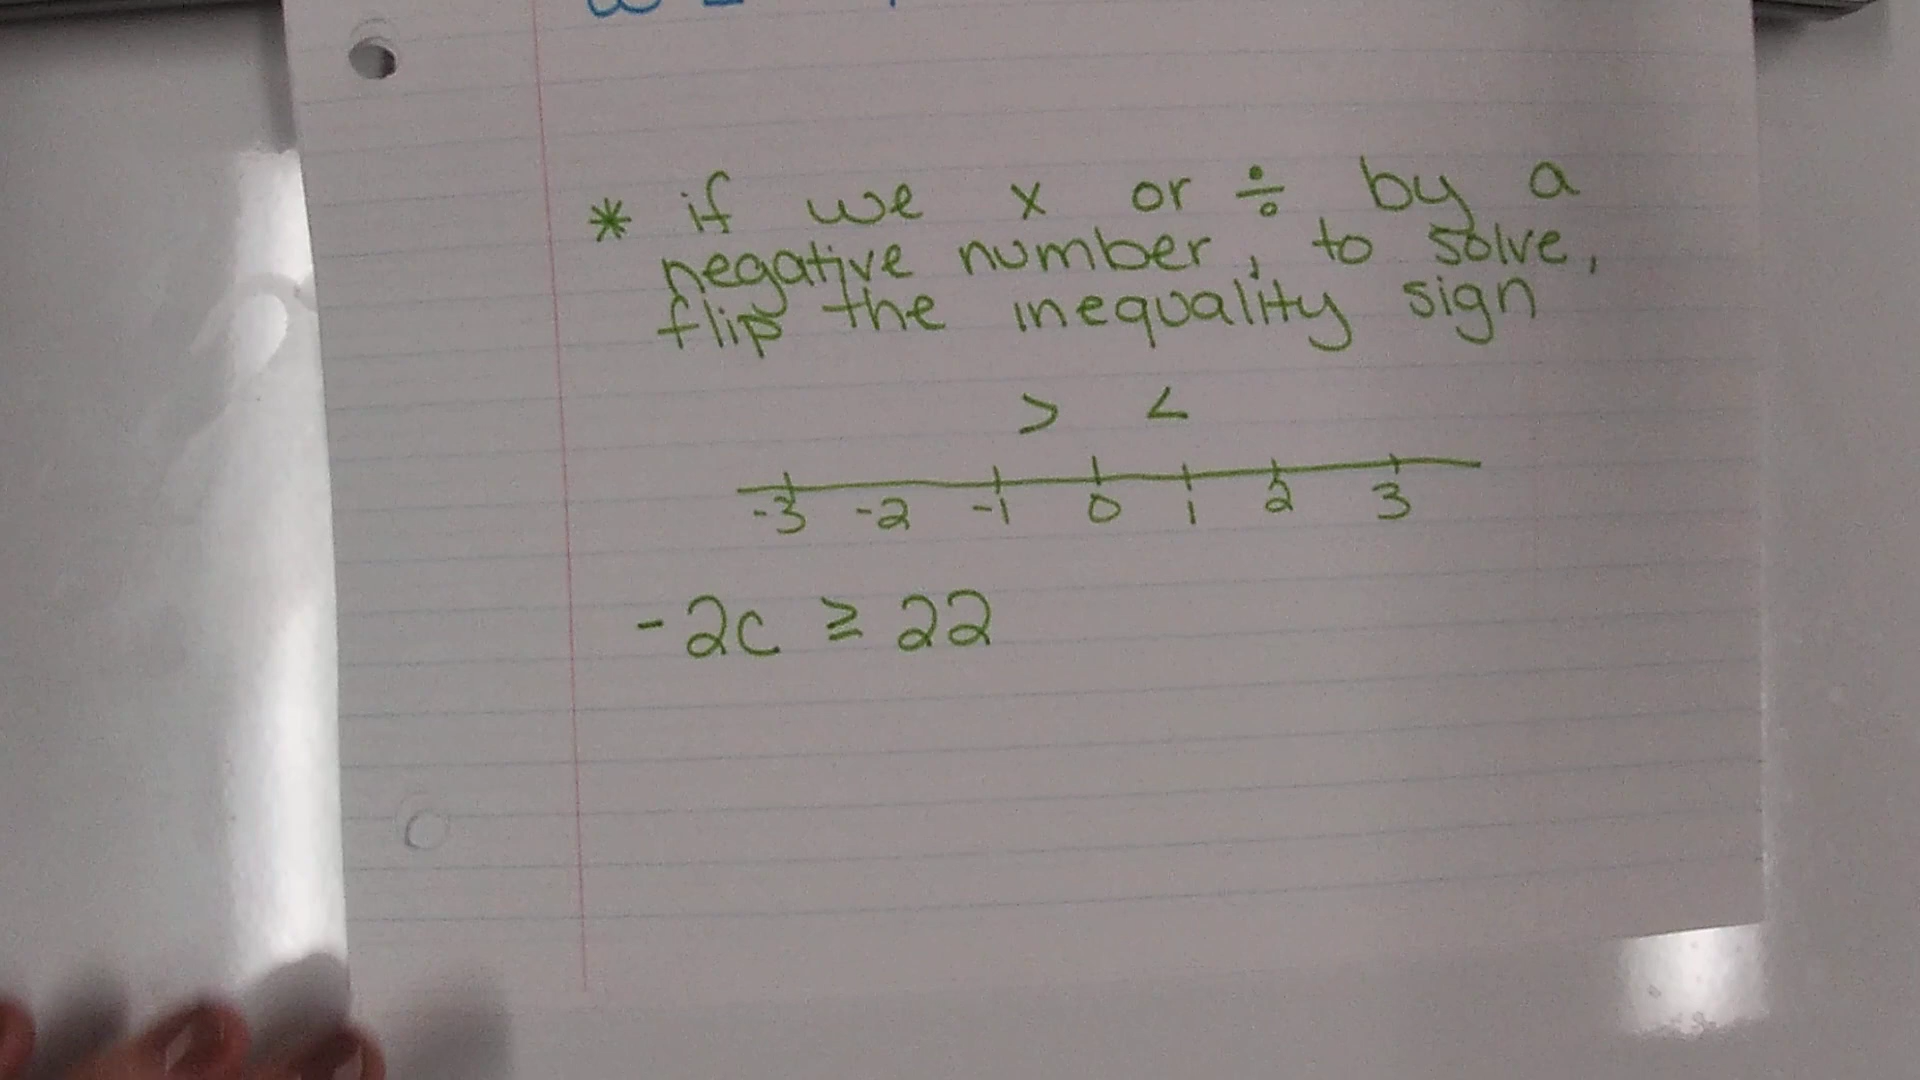 * if we x or ÷ by a
negative number, to solve,
flip the inequality sign
> <
-3 -2 -1 0 1 2 3
-2c ≥ 22